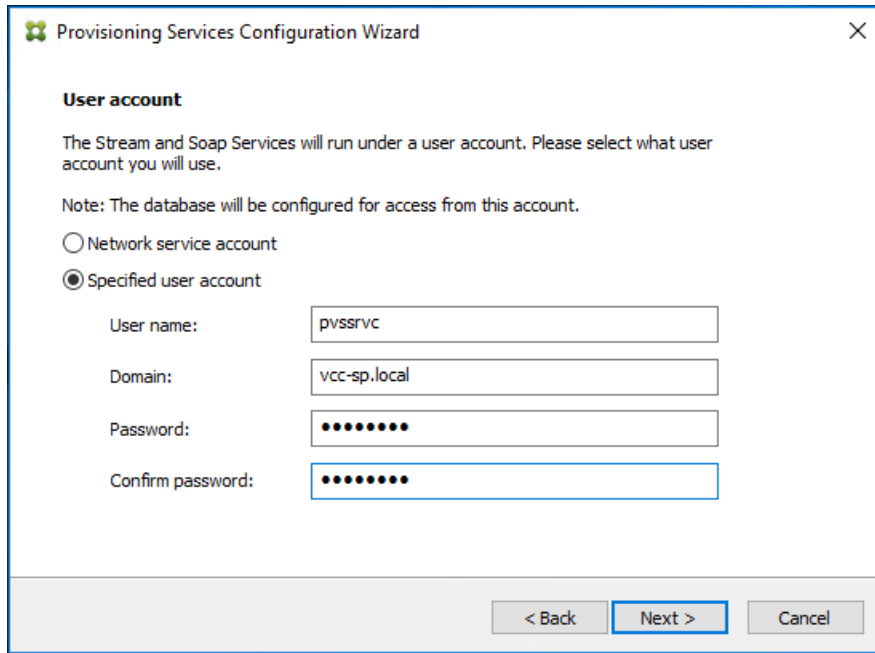 Provisioning Services Configuration Wizard
User account
The Stream and Soap Services will run under a user account. Please select what user
account you will use.
Note: The database will be configured for access from this account.
Network service account
Specified user account
User name: pvssrvc
Domain: vcc-sp.local
Password: ••••••••
Confirm password: ••••••••
< Back Next > Cancel